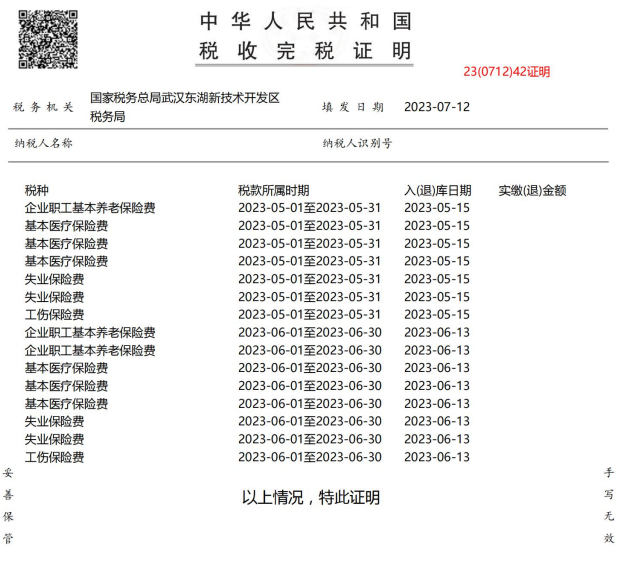 中华人民共和国
税收完税证明
23(0712)42证明
税务机关 国家税务总局武汉东湖新技术开发区税务局 填发日期 2023-07-12
纳税人名称 纳税人识别号
税种 税款所属时期 入(退)库日期 实缴(退)金额
企业职工基本养老保险费 2023-05-01至2023-05-31 2023-05-15
基本医疗保险费 2023-05-01至2023-05-31 2023-05-15
基本医疗保险费 2023-05-01至2023-05-31 2023-05-15
基本医疗保险费 2023-05-01至2023-05-31 2023-05-15
失业保险费 2023-05-01至2023-05-31 2023-05-15
失业保险费 2023-05-01至2023-05-31 2023-05-15
工伤保险费 2023-05-01至2023-05-31 2023-05-15
企业职工基本养老保险费 2023-06-01至2023-06-30 2023-06-13
企业职工基本养老保险费 2023-06-01至2023-06-30 2023-06-13
基本医疗保险费 2023-06-01至2023-06-30 2023-06-13
基本医疗保险费 2023-06-01至2023-06-30 2023-06-13
基本医疗保险费 2023-06-01至2023-06-30 2023-06-13
失业保险费 2023-06-01至2023-06-30 2023-06-13
失业保险费 2023-06-01至2023-06-30 2023-06-13
工伤保险费 2023-06-01至2023-06-30 2023-06-13
以上情况，特此证明
妥善保管
手写无效